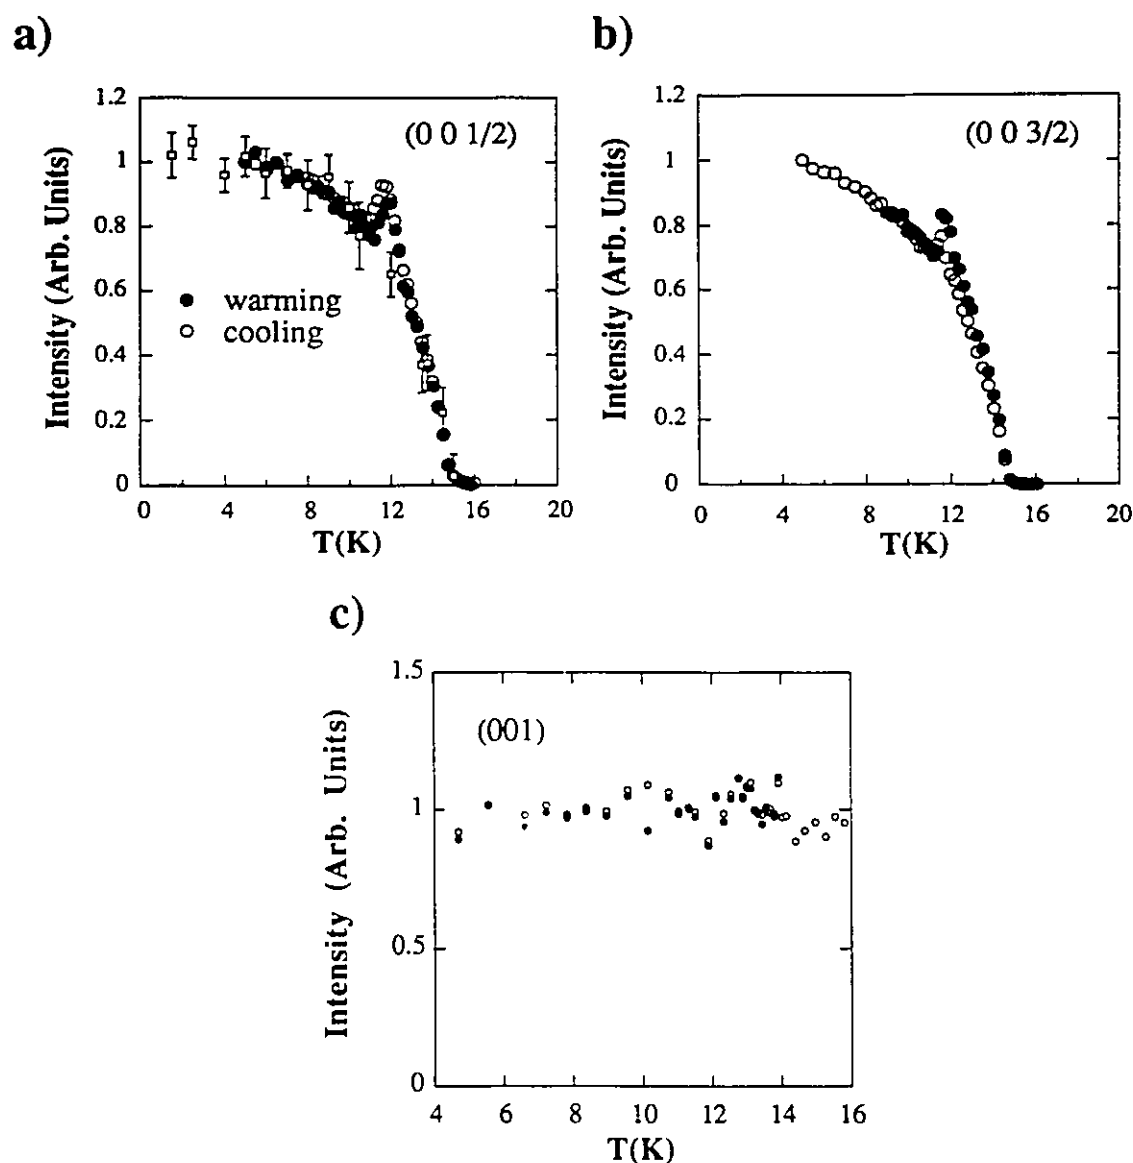 a)
Intensity (Arb. Units)
1.2
1
0.8
0.6
0.4
0.2
0
(0 0 1/2)
warming
cooling
0 4 8 12 16 20
T(K)
b)
Intensity (Arb. Units)
1.2
1
0.8
0.6
0.4
0.2
0
(0 0 3/2)
0 4 8 12 16 20
T(K)
c)
Intensity (Arb. Units)
1.5
1
0.5
0
(001)
4 6 8 10 12 14 16
T(K)